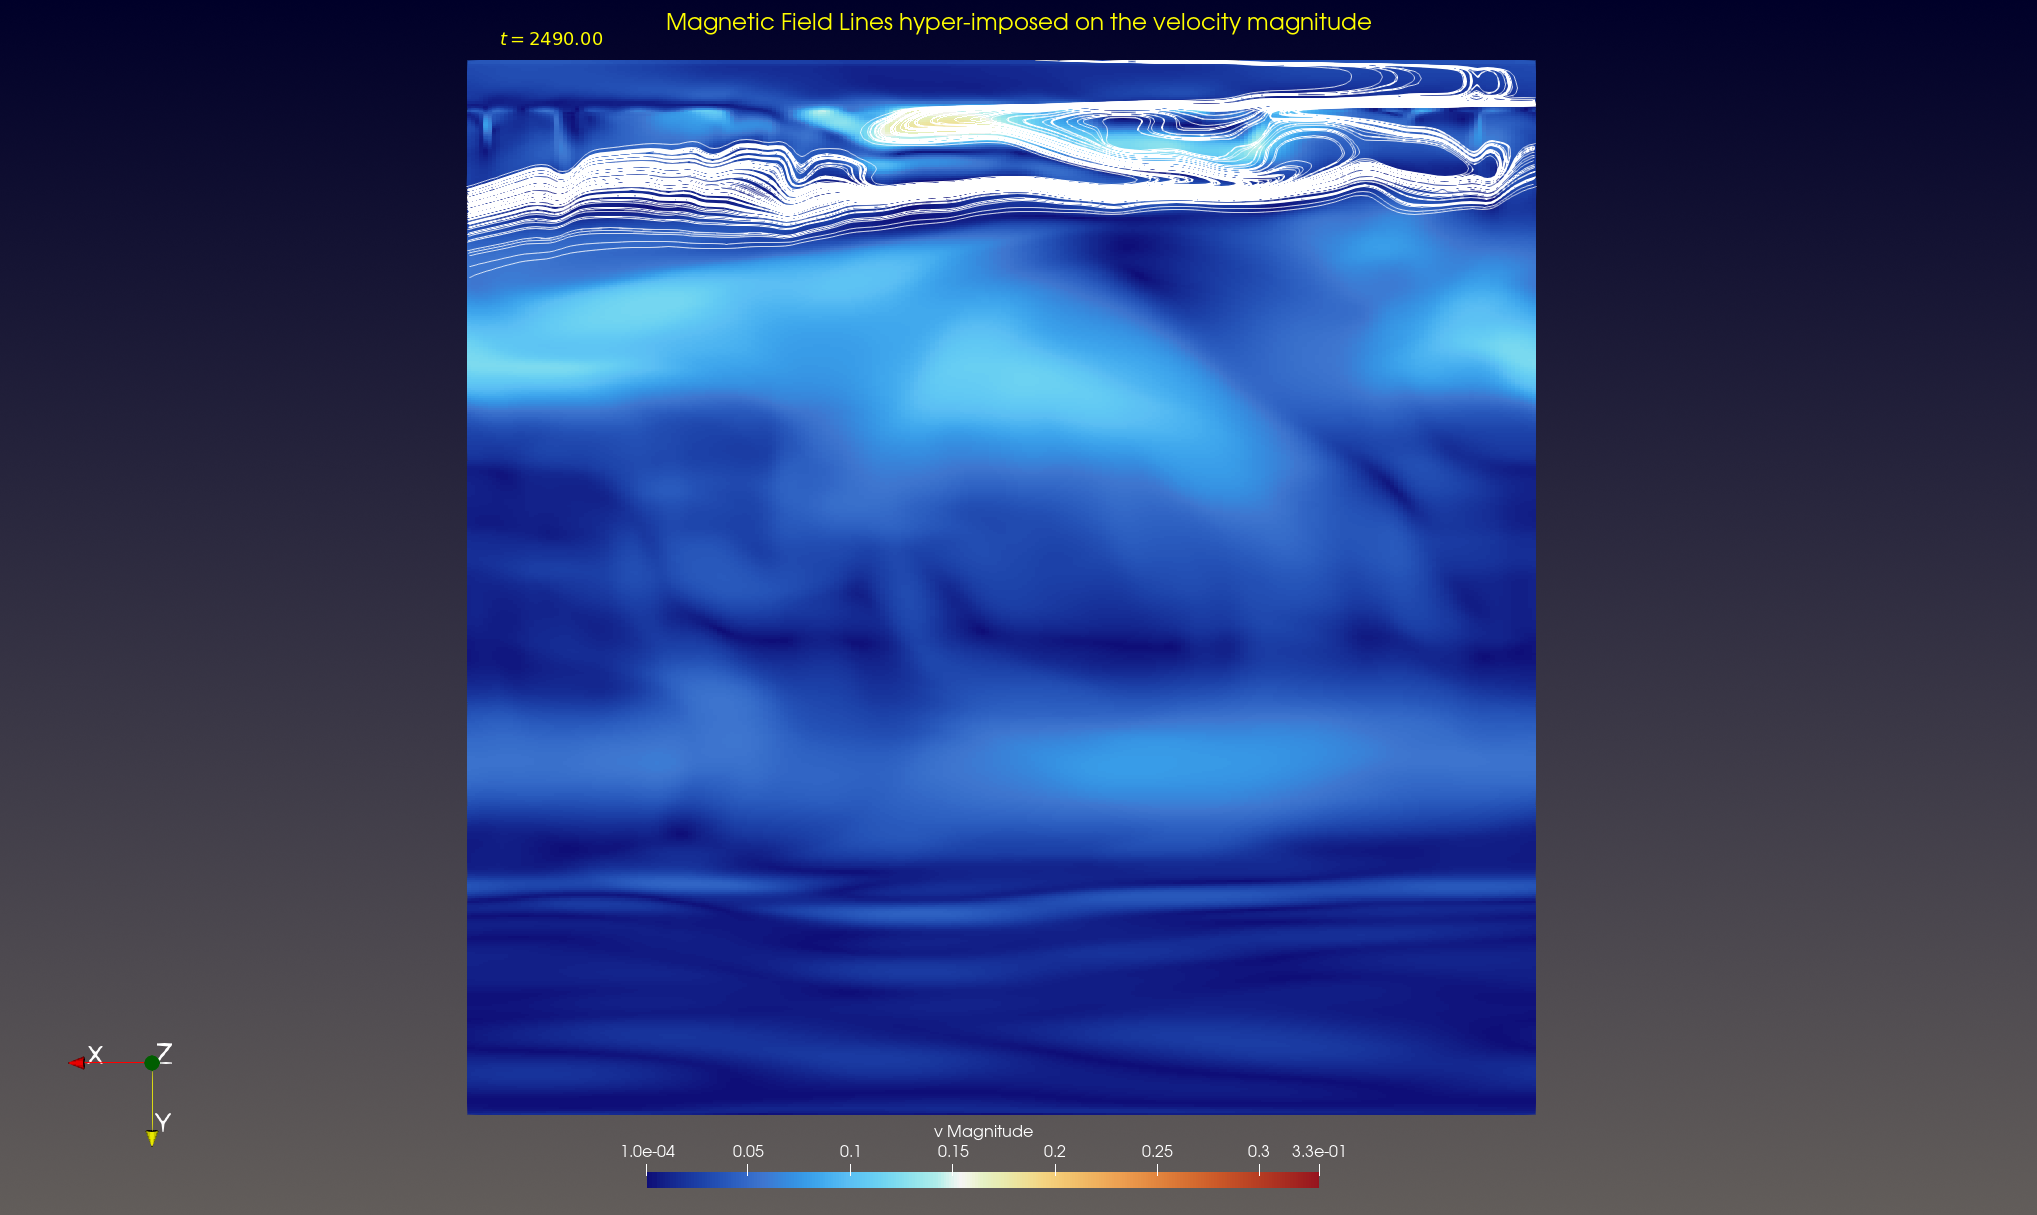 Magnetic Field Lines hyper-imposed on the velocity magnitude
t = 2490.00
X
Z
Y
v Magnitude
1.0e-04 0.05 0.1 0.15 0.2 0.25 0.3 3.3e-01